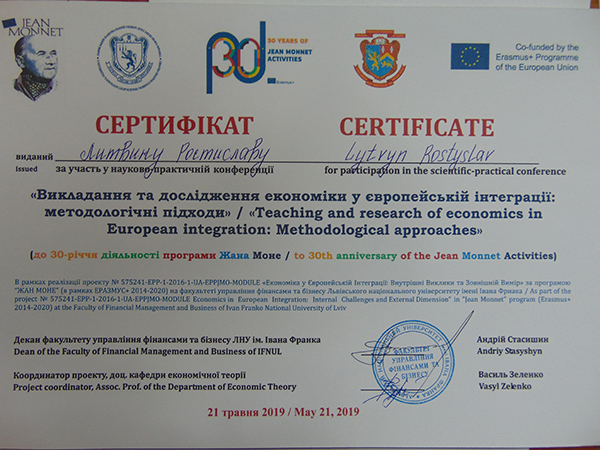 JEAN
MONNET
30 YEARS OF
JEAN MONNET
ACTIVITIES
Erasmus+
Co-funded by the
Erasmus+ Programme
of the European Union
СЕРТИФІКАТ CERTIFICATE
виданий Литвину Ростиславу Lytvyn Rostyslav
issued за участь у науково-практичній конференції for participation in the scientific-practical conference
«Викладання та дослідження економіки у європейській інтеграції:
методологічні підходи» / «Teaching and research of economics in
European integration: Methodological approaches»
(до 30-річчя діяльності програми Жана Моне / to 30th anniversary of the Jean Monnet Activities)
В рамках реалізації проекту № 575241-EPP-1-2016-1-UA-EPPJMO-MODULE «Економіка у Європейській Інтеграції: Внутрішні Виклики та Зовнішній Вимір» за програмою
"ЖАН МОНЕ" (в рамках ЕРАЗМУС+ 2014-2020) на факультеті управління фінансами та бізнесу Львівського національного університету імені Івана Франка / As part of the
project № 575241-EPP-1-2016-1-UA-EPPJMO-MODULE Economics in European Integration: Internal Challenges and External Dimension" in "Jean Monnet" program (Erasmus+
2014-2020) at the Faculty of Financial Management and Business of Ivan Franko National University of Lviv
Декан факультету управління фінансами та бізнесу ЛНУ ім. Івана Франка Андрій Стасишин
Dean of the Faculty of Financial Management and Business of IFNUL Andriy Stasyshyn
ФАКУЛЬТЕТ
УПРАВЛІННЯ
ФІНАНСАМИ ТА
БІЗНЕСУ
Координатор проекту, доц. кафедри економічної теорії Василь Зеленко
Project coordinator, Assoc. Prof. of the Department of Economic Theory Vasyl Zelenko
21 травня 2019 / May 21, 2019